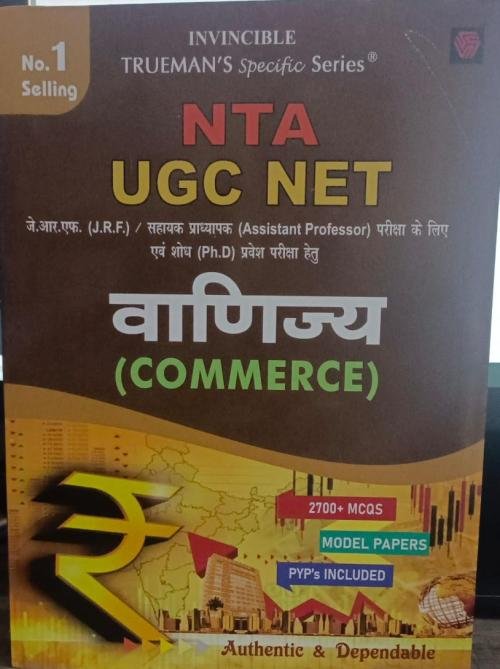 No.1
Selling
INVINCIBLE
TRUEMAN'S Specific Series®
NTA
UGC NET
जे.आर.एफ. (J.R.F.) / सहायक प्राध्यापक (Assistant Professor) परीक्षा के लिए
एवं शोध (Ph.D) प्रवेश परीक्षा हेतु
वाणिज्य
(COMMERCE)
2700+ MCQS
MODEL PAPERS
PYP's INCLUDED
Authentic & Dependable